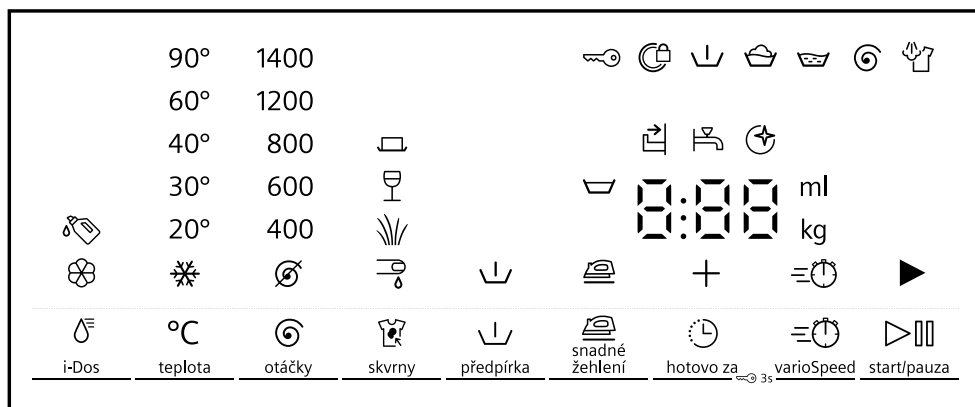 90° 1400
60° 1200
40° 800
30° 600 8:88 ml
20° 400 kg
°C
i-Dos teplota otáčky skvrny předpírka snadné žehlení hotovo za 3s varioSpeed start/pauza